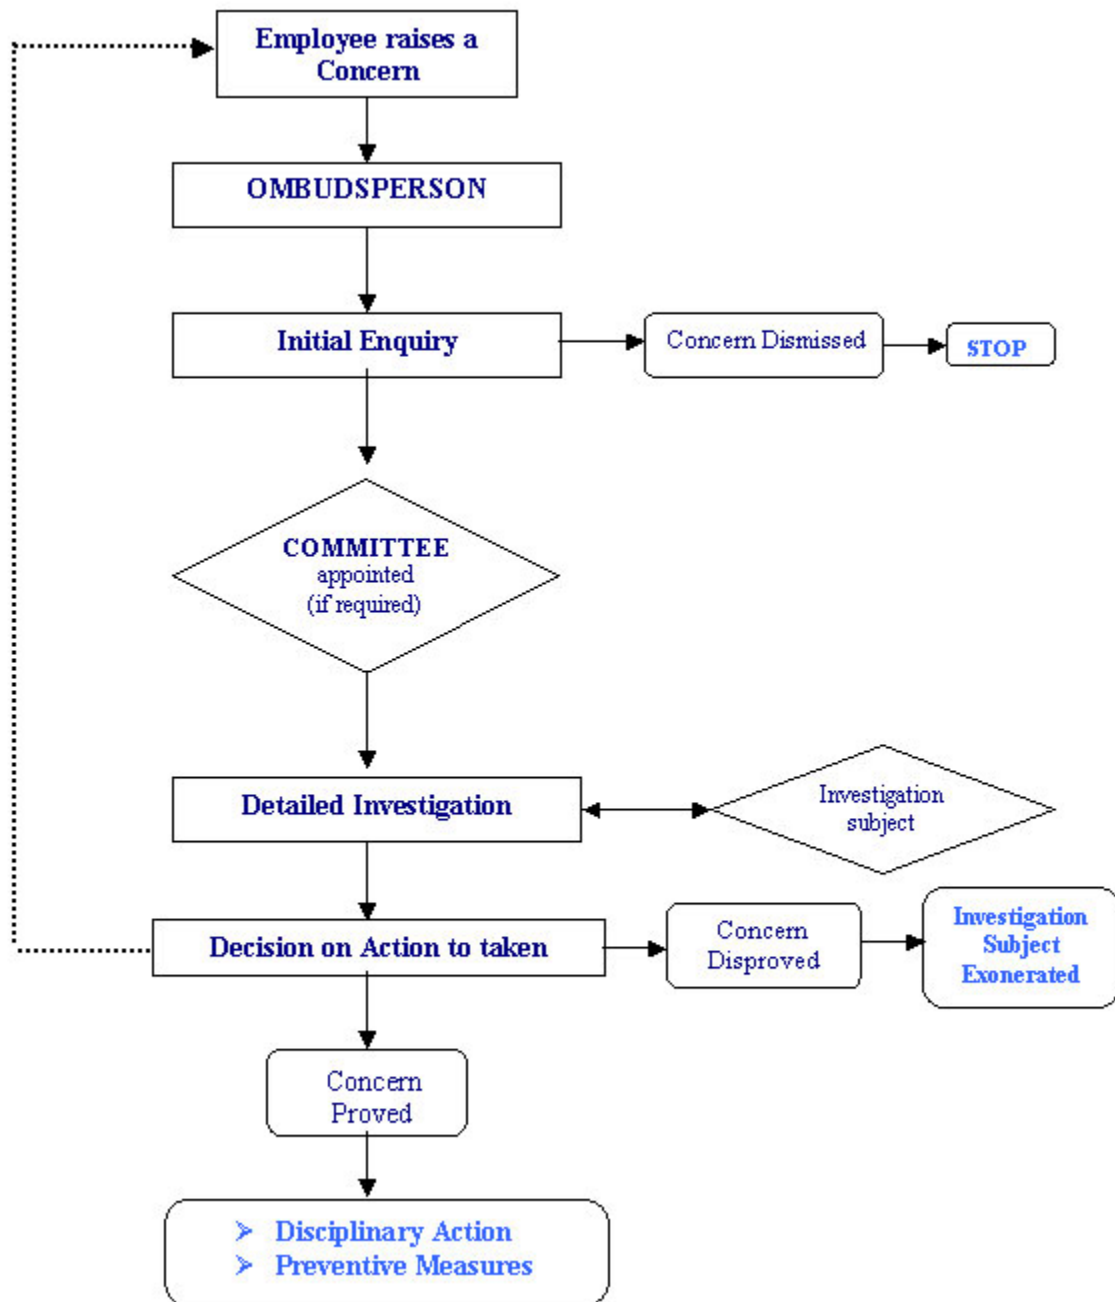 Employee raises a
Concern
OMBUDSPERSON
Initial Enquiry
Concern Dismissed
STOP
COMMITTEE
appointed
(if required)
Detailed Investigation
Investigation
subject
Decision on Action to taken
Concern
Disproved
Investigation
Subject
Exonerated
Concern
Proved
➢ Disciplinary Action
➢ Preventive Measures